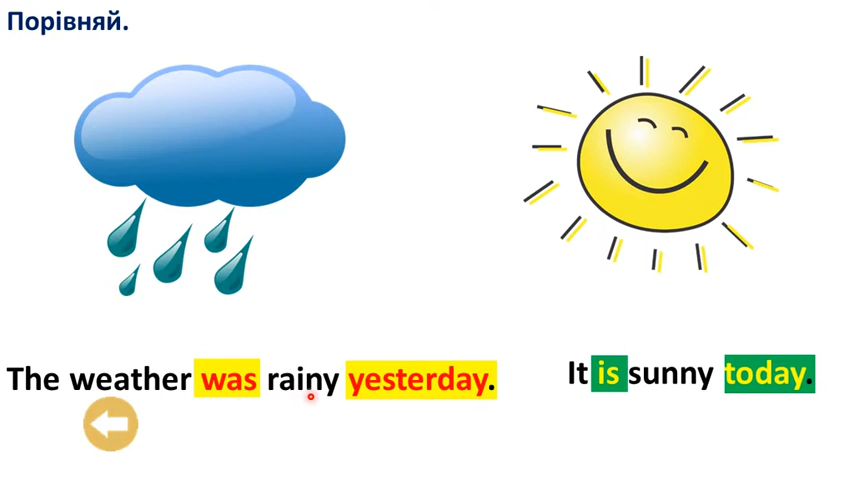 Порівняй.
The weather was rainy yesterday.
It is sunny today.